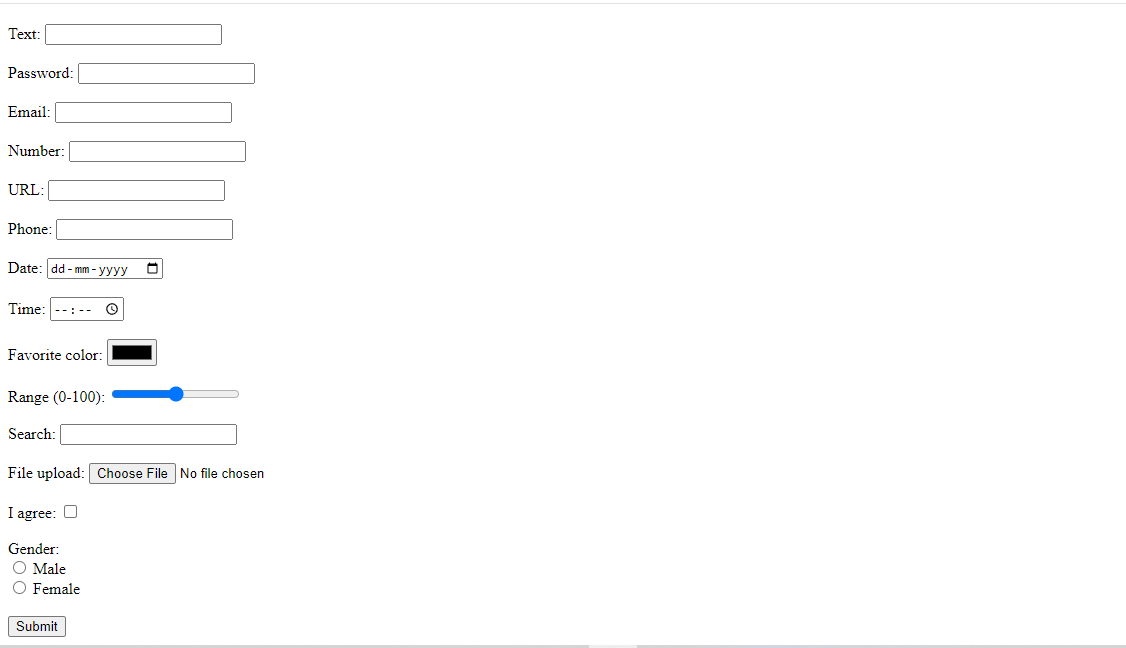 Text:
Password:
Email:
Number:
URL:
Phone:
Date: dd-mm-yyyy
Time: --:--
Favorite color:
Range (0-100):
Search:
File upload: Choose File No file chosen
I agree:
Gender:
Male
Female
Submit